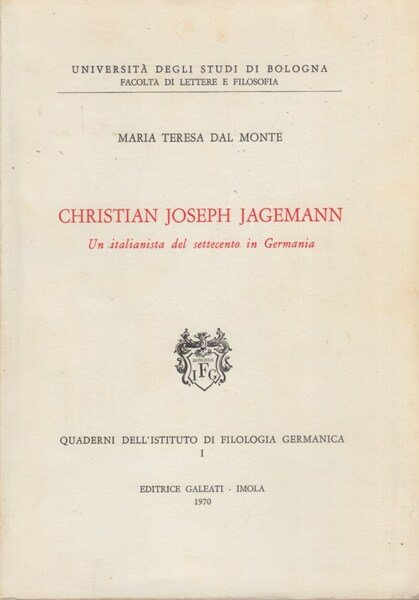 UNIVERSITÀ DEGLI STUDI DI BOLOGNA
FACOLTÀ DI LETTERE E FILOSOFIA
MARIA TERESA DAL MONTE
CHRISTIAN JOSEPH JAGEMANN
Un italianista del settecento in Germania
BONONIÆ
IFG
QUADERNI DELL'ISTITUTO DI FILOLOGIA GERMANICA
I
EDITRICE GALEATI - IMOLA
1970